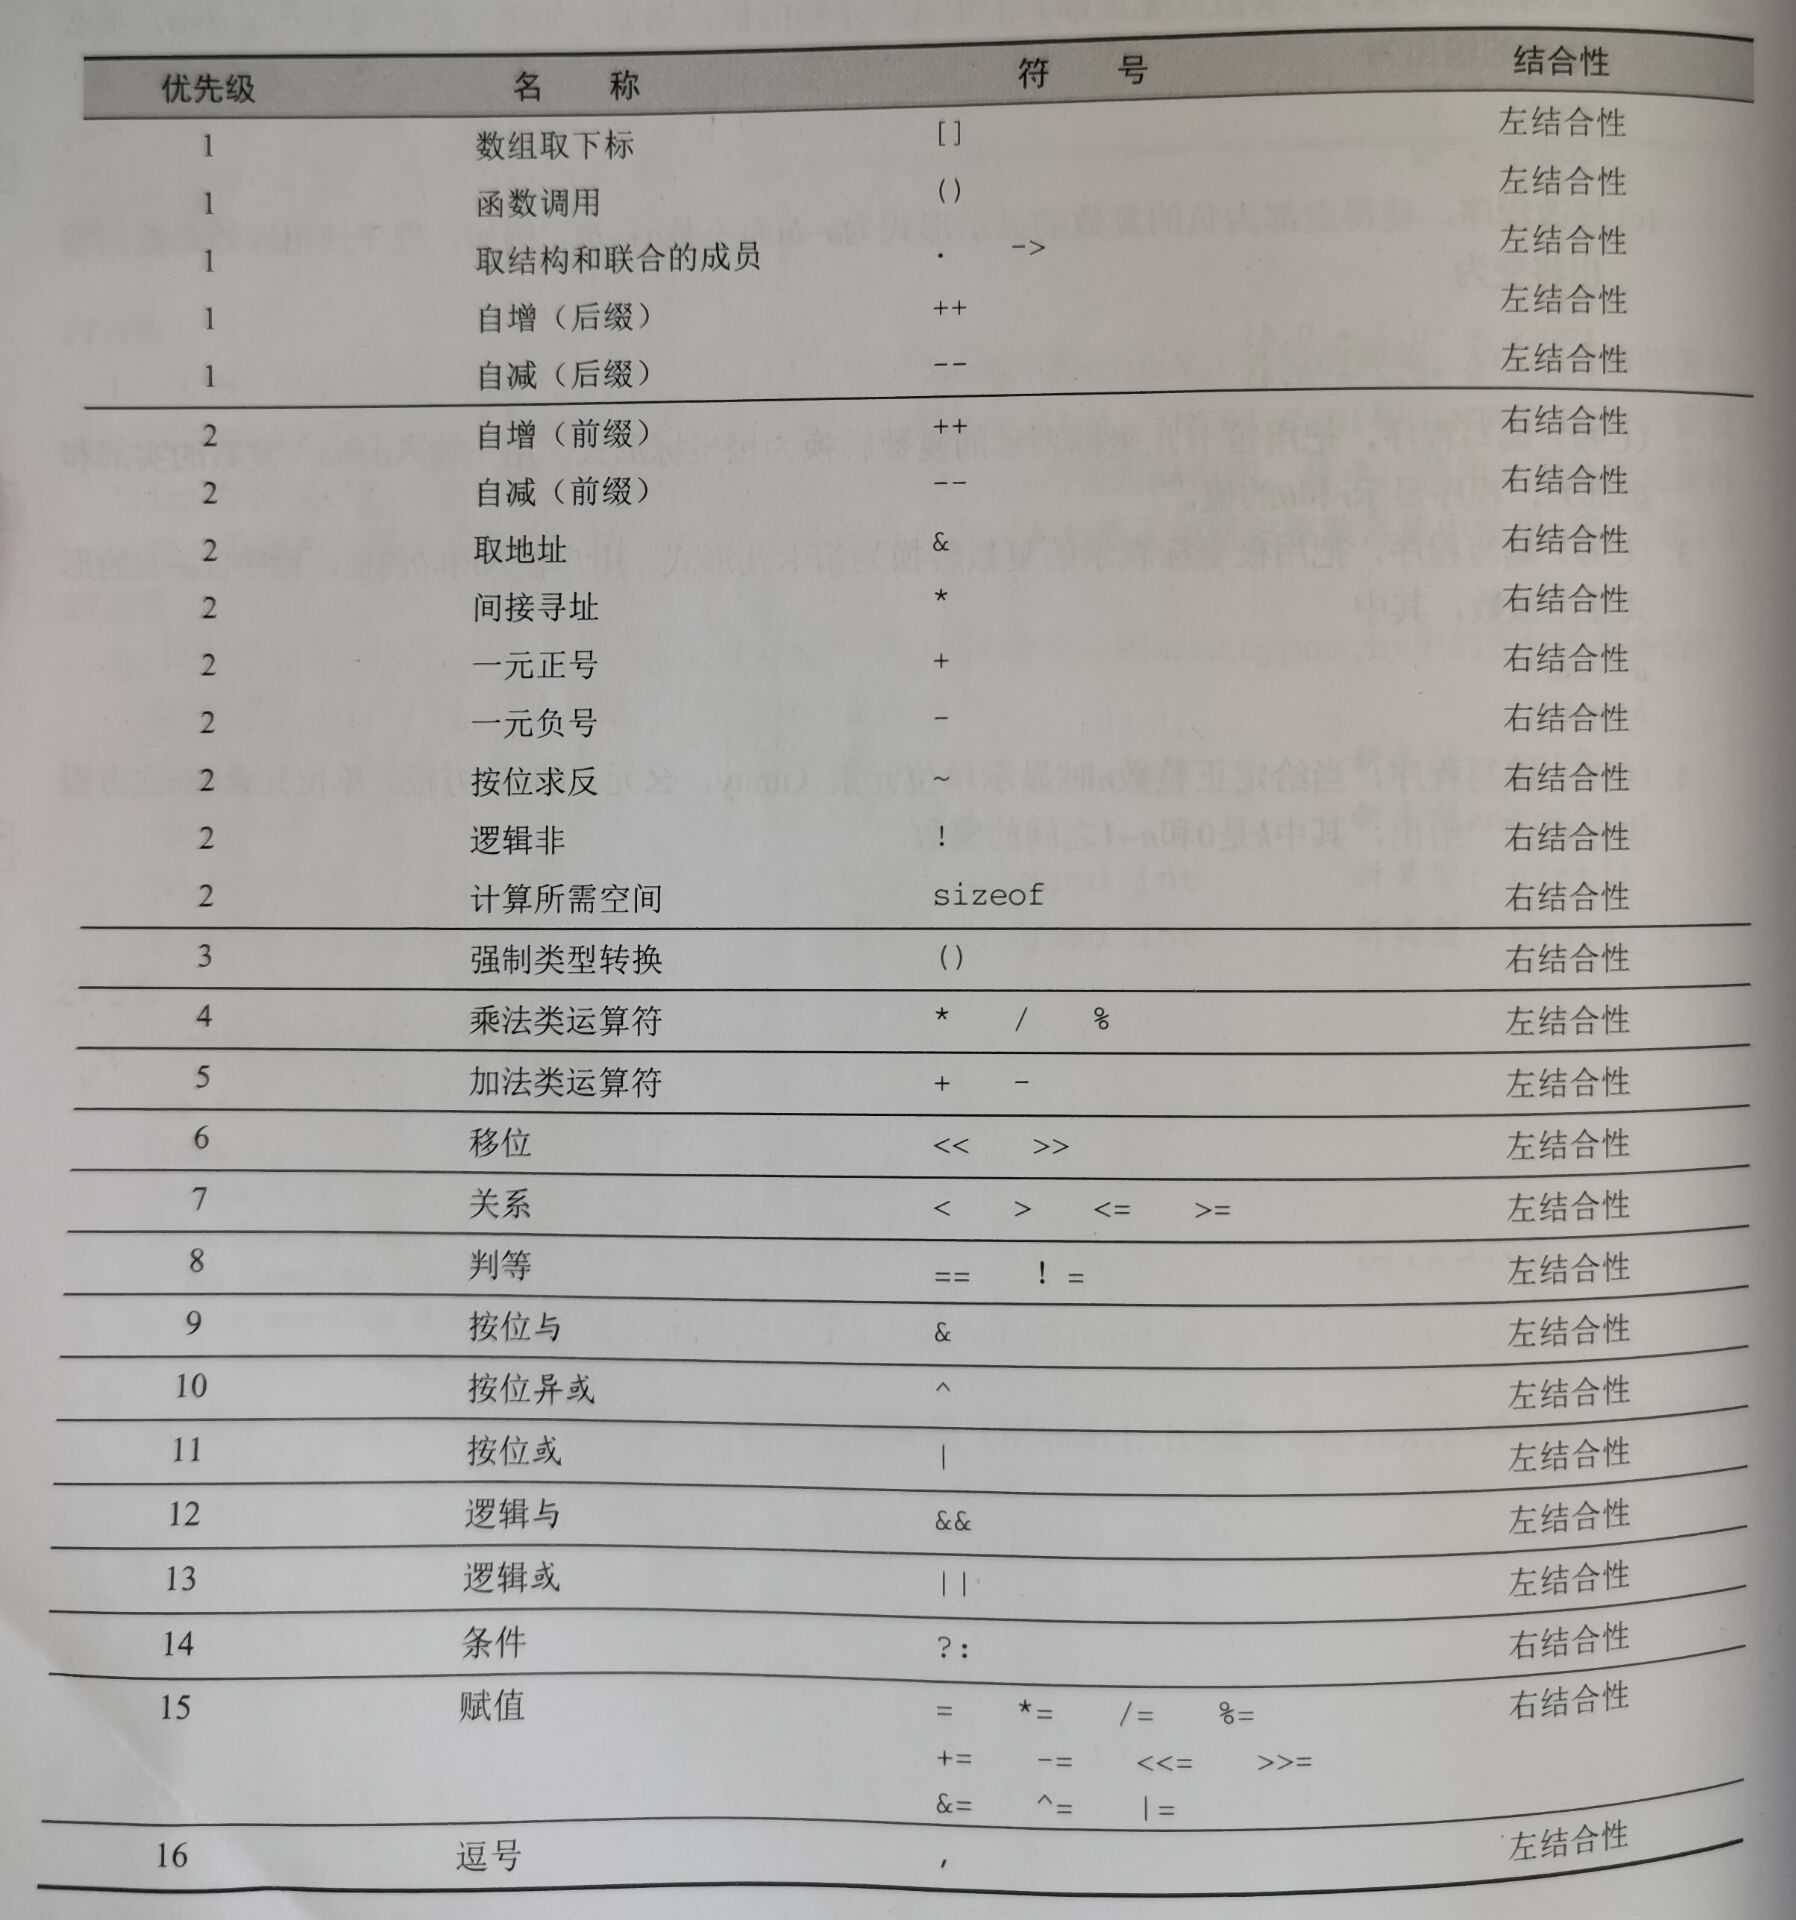 优先级 名 称 符 号 结合性
1 数组取下标 [] 左结合性
1 函数调用 () 左结合性
1 取结构和联合的成员 . -> 左结合性
1 自增（后缀） ++ 左结合性
1 自减（后缀） -- 左结合性
2 自增（前缀） ++ 右结合性
2 自减（前缀） -- 右结合性
2 取地址 & 右结合性
2 间接寻址 * 右结合性
2 一元正号 + 右结合性
2 一元负号 - 右结合性
2 按位求反 ~ 右结合性
2 逻辑非 ! 右结合性
2 计算所需空间 sizeof 右结合性
3 强制类型转换 () 右结合性
4 乘法类运算符 * / % 左结合性
5 加法类运算符 + - 左结合性
6 移位 << >> 左结合性
7 关系 < > <= >= 左结合性
8 判等 == ! = 左结合性
9 按位与 & 左结合性
10 按位异或 ^ 左结合性
11 按位或 | 左结合性
12 逻辑与 && 左结合性
13 逻辑或 || 左结合性
14 条件 ?: 右结合性
15 赋值 = *= /= %= 右结合性
+= -= <<= >>=
&= ^= |=
16 逗号 , 左结合性